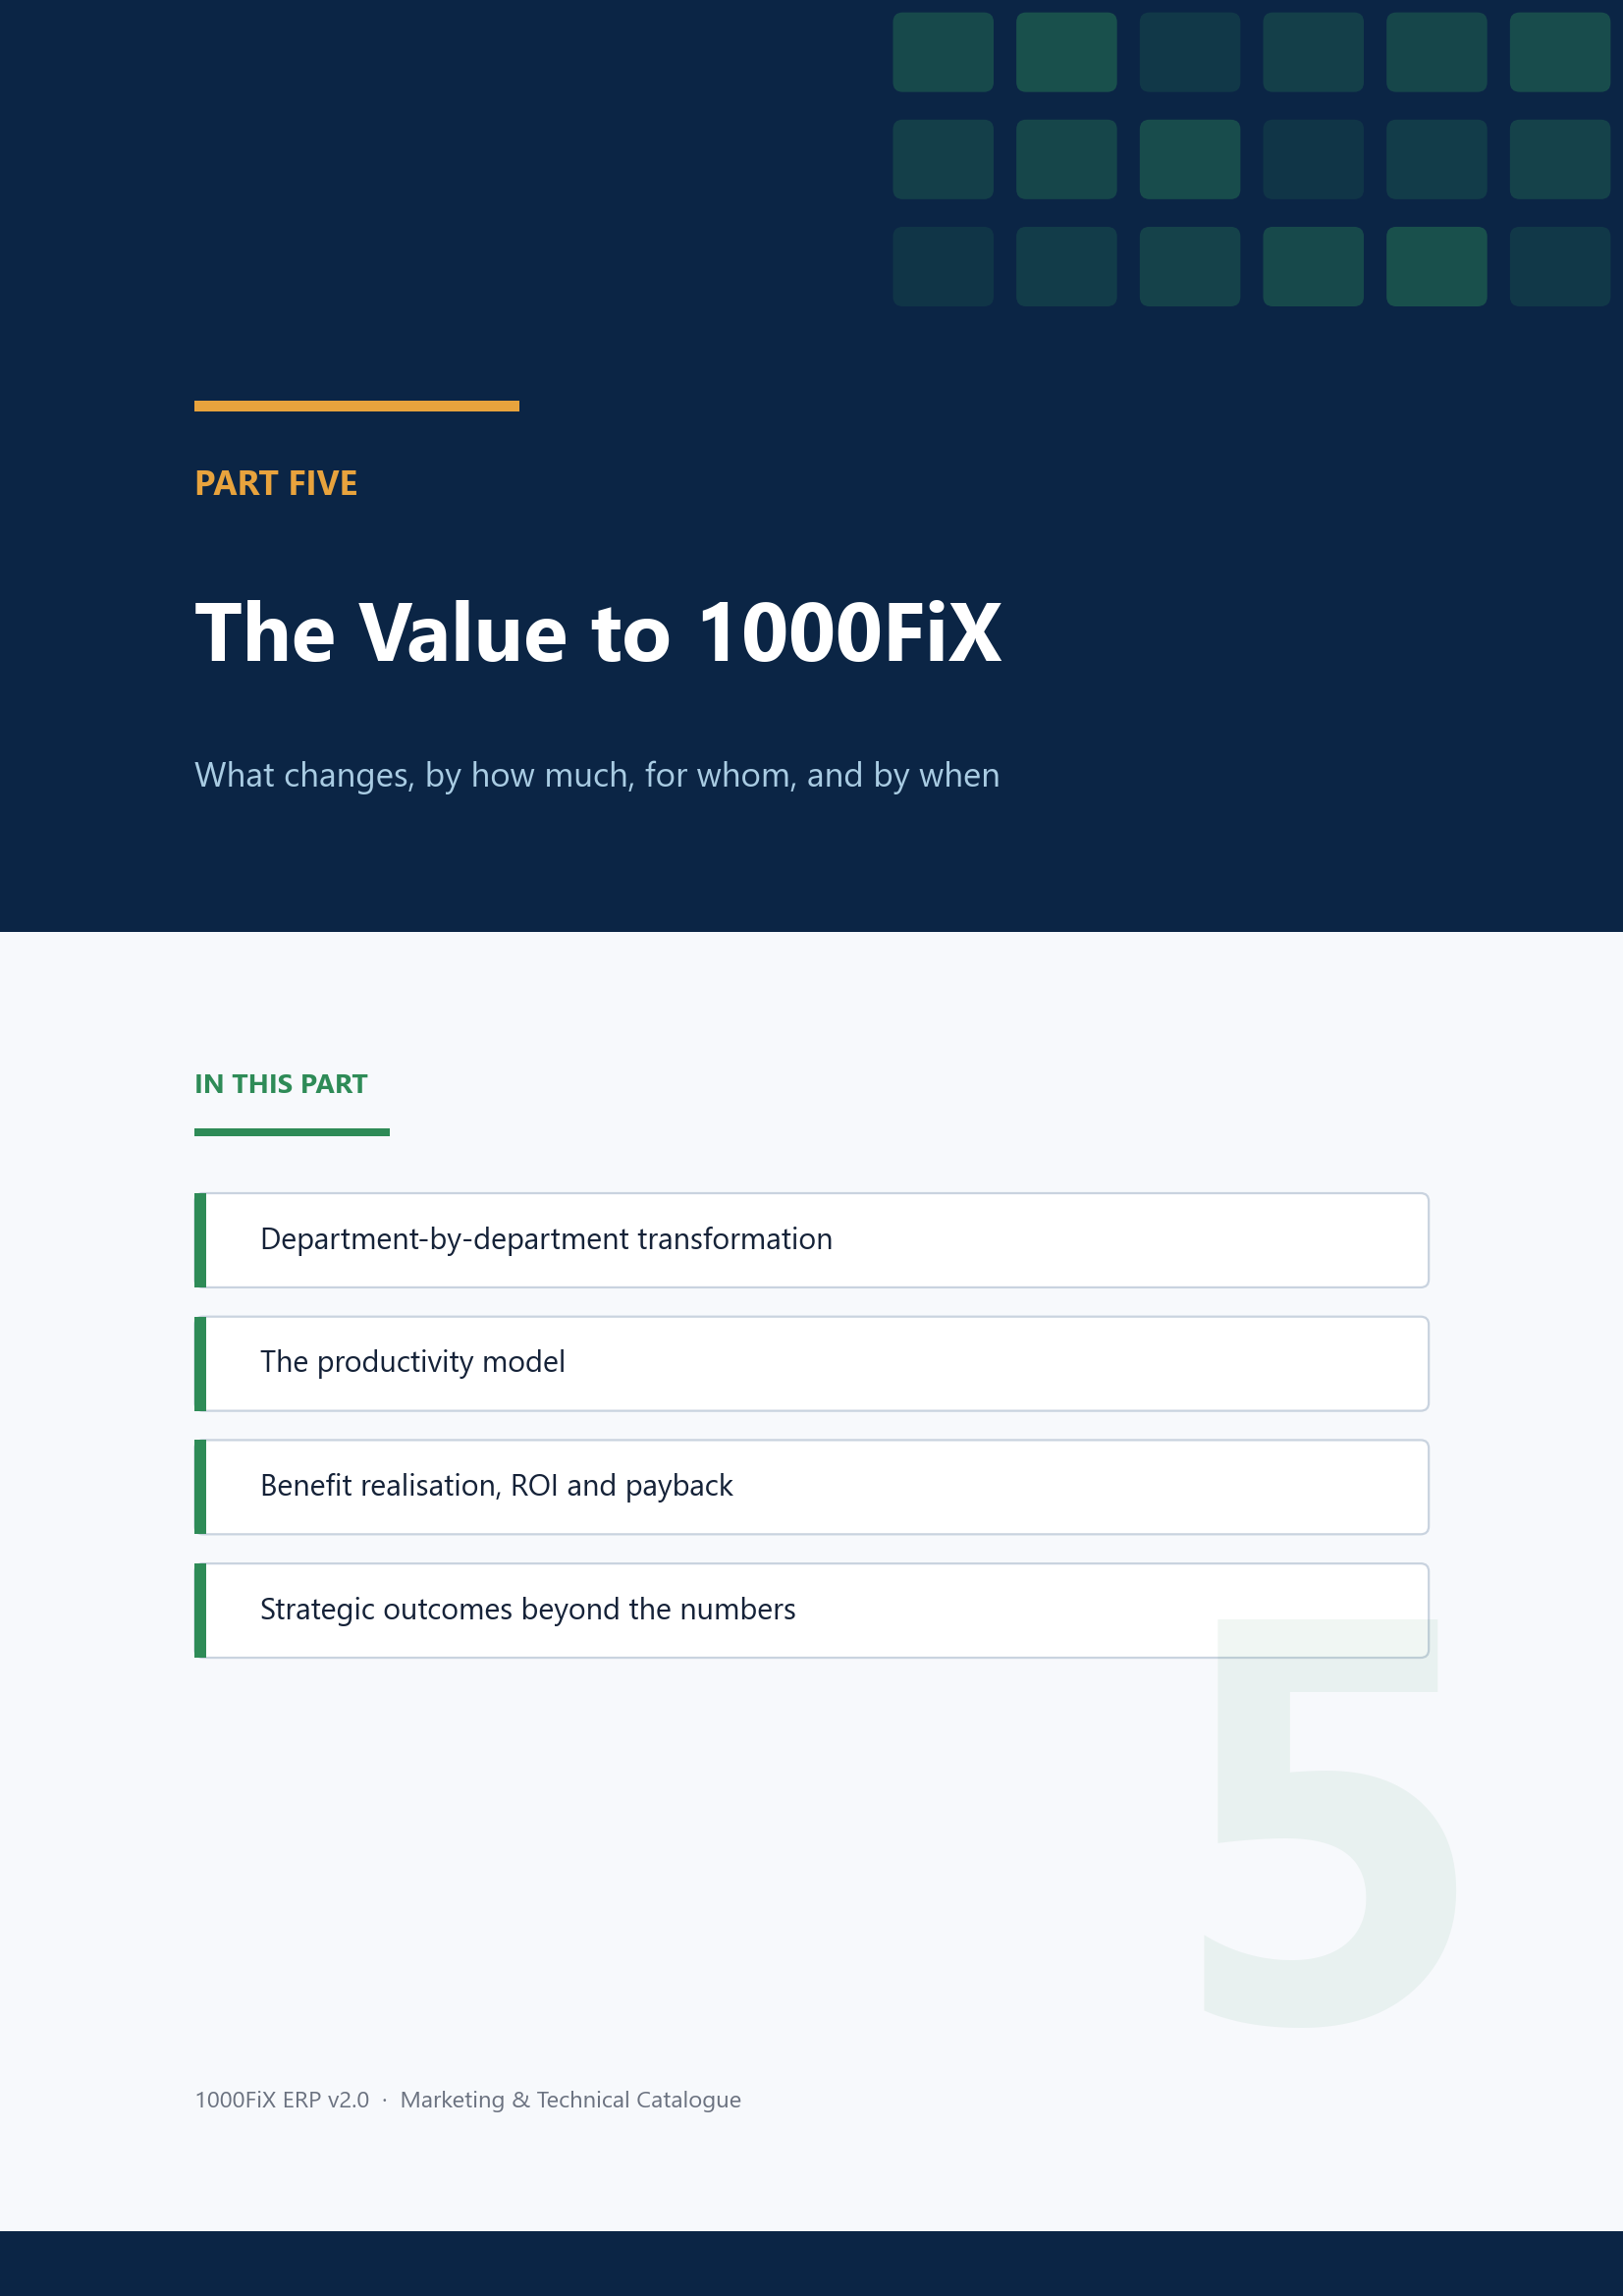 PART FIVE
The Value to 1000FiX
What changes, by how much, for whom, and by when
IN THIS PART
Department-by-department transformation
The productivity model
Benefit realisation, ROI and payback
Strategic outcomes beyond the numbers
5
1000FiX ERP v2.0 · Marketing & Technical Catalogue